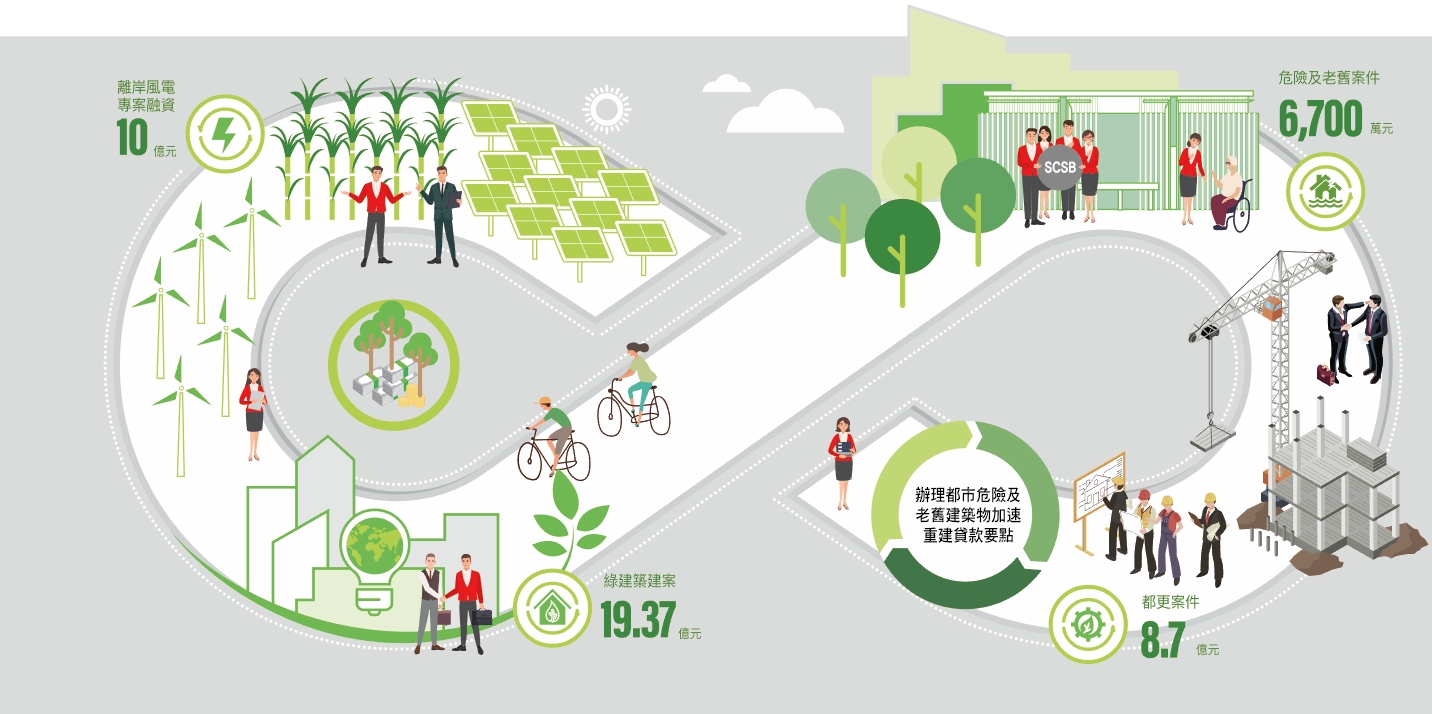 離岸風電
專案融資
10 億元
危險及老舊案件
6,700 萬元
SCSB
辦理都市危險及
老舊建築物加速
重建貸款要點
綠建築建案
19.37 億元
都更案件
8.7 億元